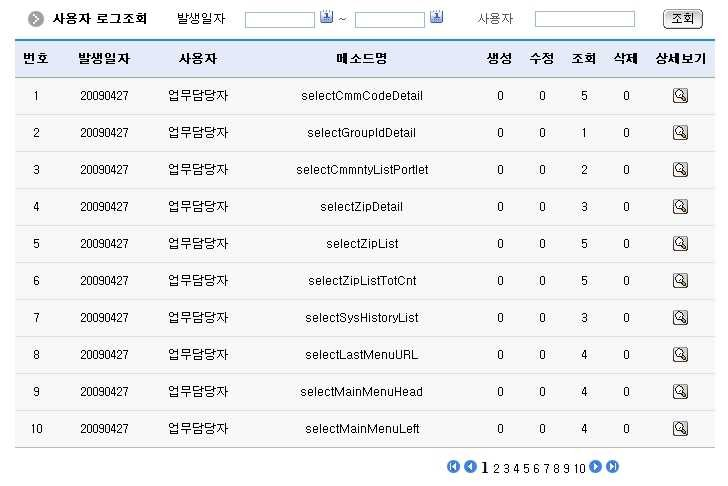 사용자 로그조회 발생일자 ~ 사용자 조회
번호 발생일자 사용자 메소드명 생성 수정 조회 삭제 상세보기
1 20090427 업무담당자 selectCmmCodeDetail 0 0 5 0
2 20090427 업무담당자 selectGroupIdDetail 0 0 1 0
3 20090427 업무담당자 selectCmmntyListPortlet 0 0 2 0
4 20090427 업무담당자 selectZipDetail 0 0 3 0
5 20090427 업무담당자 selectZipList 0 0 5 0
6 20090427 업무담당자 selectZipListTotCnt 0 0 5 0
7 20090427 업무담당자 selectSysHistoryList 0 0 3 0
8 20090427 업무담당자 selectLastMenuURL 0 0 4 0
9 20090427 업무담당자 selectMainMenuHead 0 0 4 0
10 20090427 업무담당자 selectMainMenuLeft 0 0 4 0
1 2 3 4 5 6 7 8 9 10